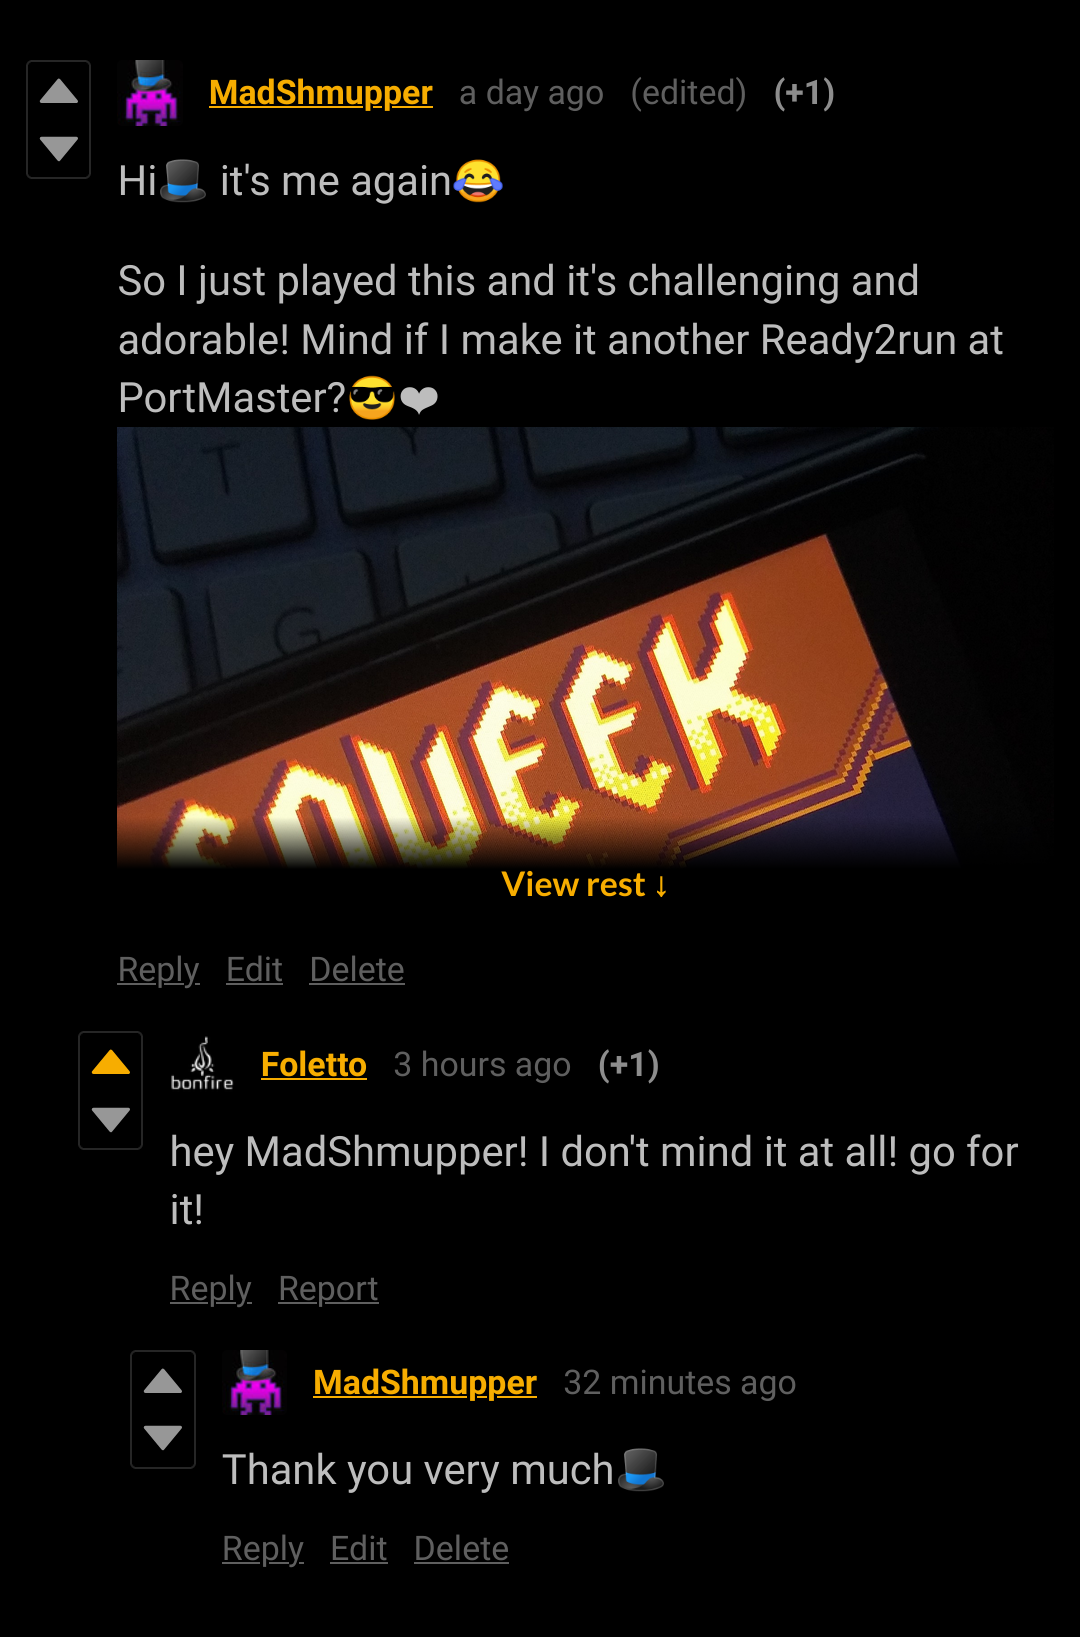 MadShmupper a day ago (edited) (+1)
Hi🎩 it's me again😂
So I just played this and it's challenging and
adorable! Mind if I make it another Ready2run at
PortMaster?😎❤
T Y
G
SQUEEK
View rest ↓
Reply Edit Delete
bonfire
Foletto 3 hours ago (+1)
hey MadShmupper! I don't mind it at all! go for
it!
Reply Report
MadShmupper 32 minutes ago
Thank you very much🎩
Reply Edit Delete